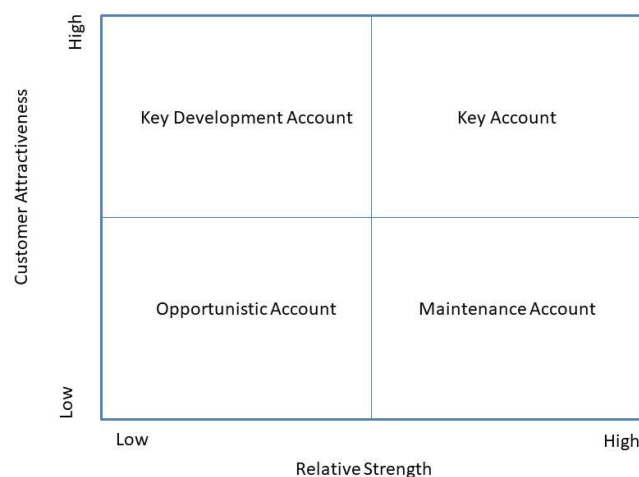 High
Customer Attractiveness
Key Development Account
Key Account
Opportunistic Account
Maintenance Account
Low
Low
High
Relative Strength